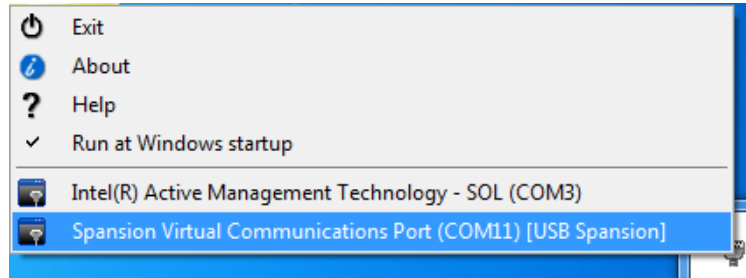 Exit
About
Help
Run at Windows startup
Intel(R) Active Management Technology - SOL (COM3)
Spansion Virtual Communications Port (COM11) [USB Spansion]